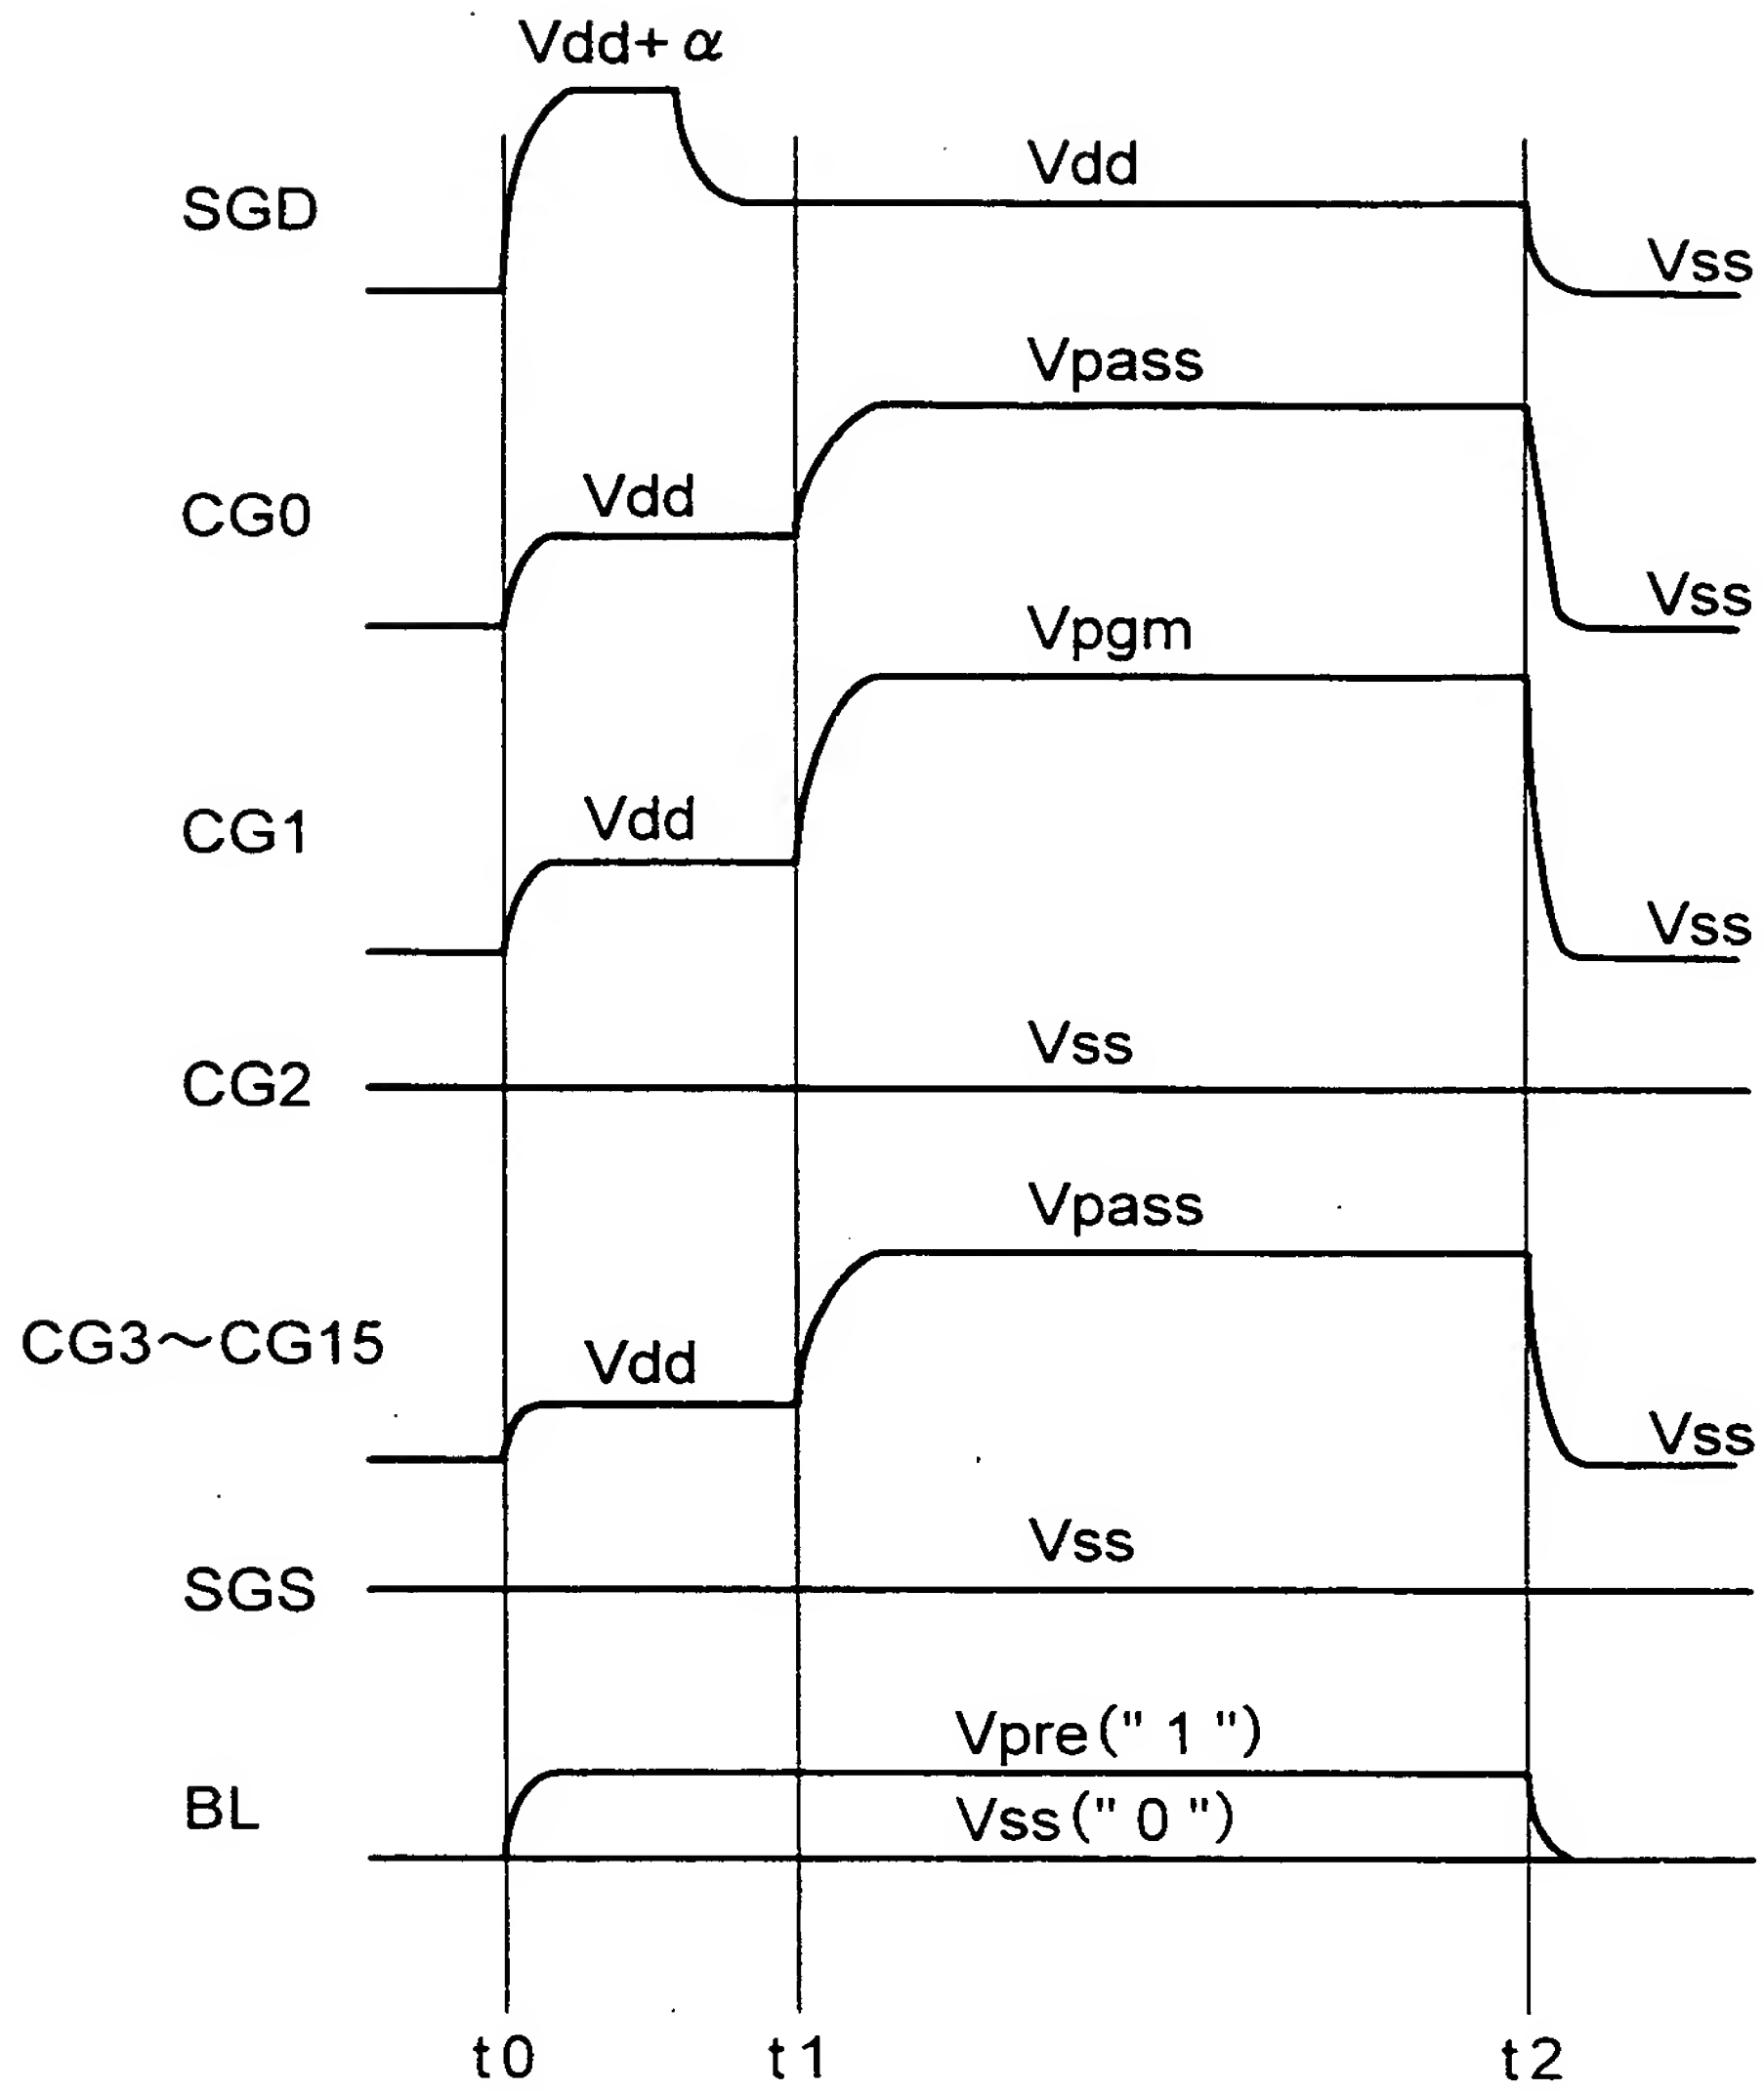 Vdd+ α
SGD
Vdd
Vss
Vpass
CG0
Vdd
Vss
Vpgm
CG1
Vdd
Vss
CG2
Vss
Vpass
CG3～CG15
Vdd
Vss
SGS
Vss
Vpre(" 1 ")
BL
Vss(" 0 ")
t0 t1 t2